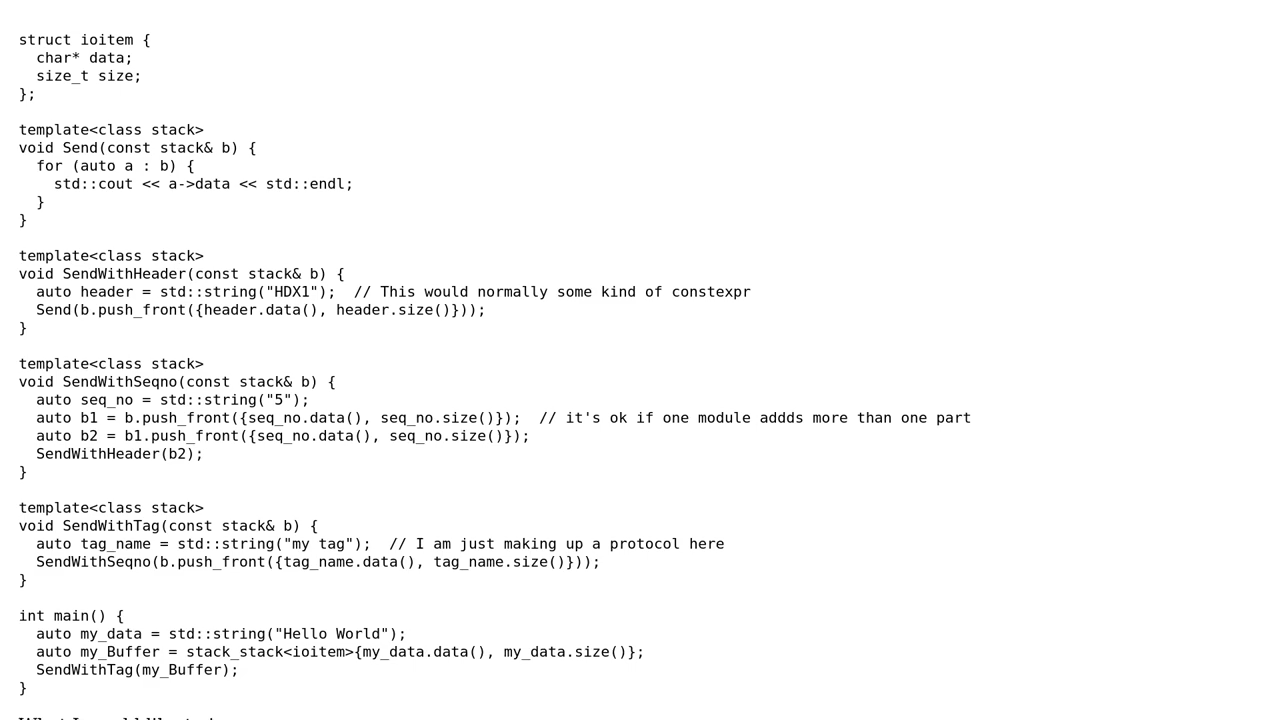 struct ioitem {
  char* data;
  size_t size;
};

template<class stack>
void Send(const stack& b) {
  for (auto a : b) {
    std::cout << a->data << std::endl;
  }
}

template<class stack>
void SendWithHeader(const stack& b) {
  auto header = std::string("HDX1");  // This would normally some kind of constexpr
  Send(b.push_front({header.data(), header.size()}));
}

template<class stack>
void SendWithSeqno(const stack& b) {
  auto seq_no = std::string("5");
  auto b1 = b.push_front({seq_no.data(), seq_no.size()});  // it's ok if one module addds more than one part
  auto b2 = b1.push_front({seq_no.data(), seq_no.size()});
  SendWithHeader(b2);
}

template<class stack>
void SendWithTag(const stack& b) {
  auto tag_name = std::string("my tag");  // I am just making up a protocol here
  SendWithSeqno(b.push_front({tag_name.data(), tag_name.size()}));
}

int main() {
  auto my_data = std::string("Hello World");
  auto my_Buffer = stack_stack<ioitem>{my_data.data(), my_data.size()};
  SendWithTag(my_Buffer);
}